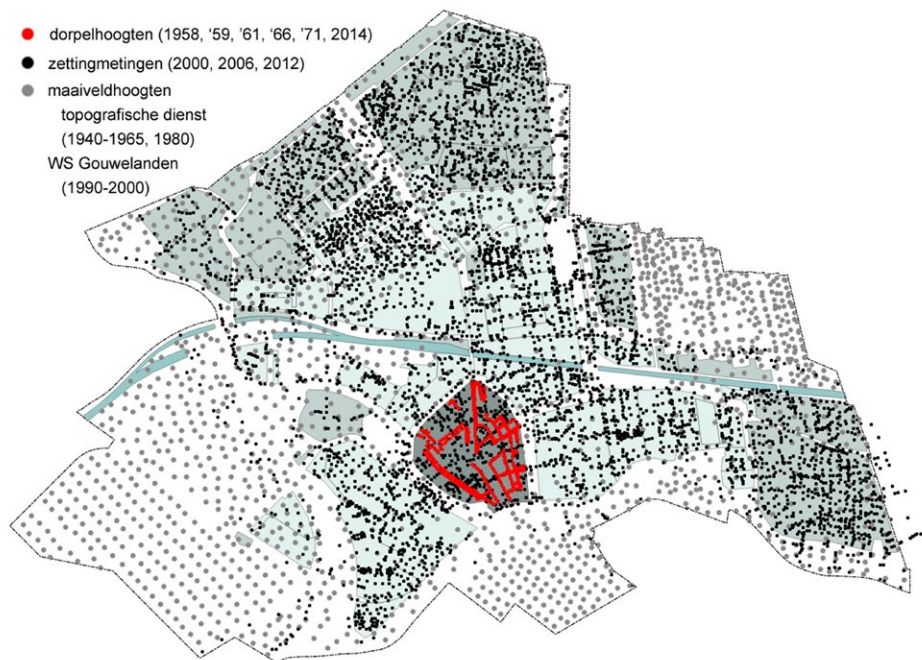 dorpelhoogten (1958, '59, '61, '66, '71, 2014)
zettingmetingen (2000, 2006, 2012)
maaiveldhoogten
topografische dienst
(1940-1965, 1980)
WS Gouwelanden
(1990-2000)